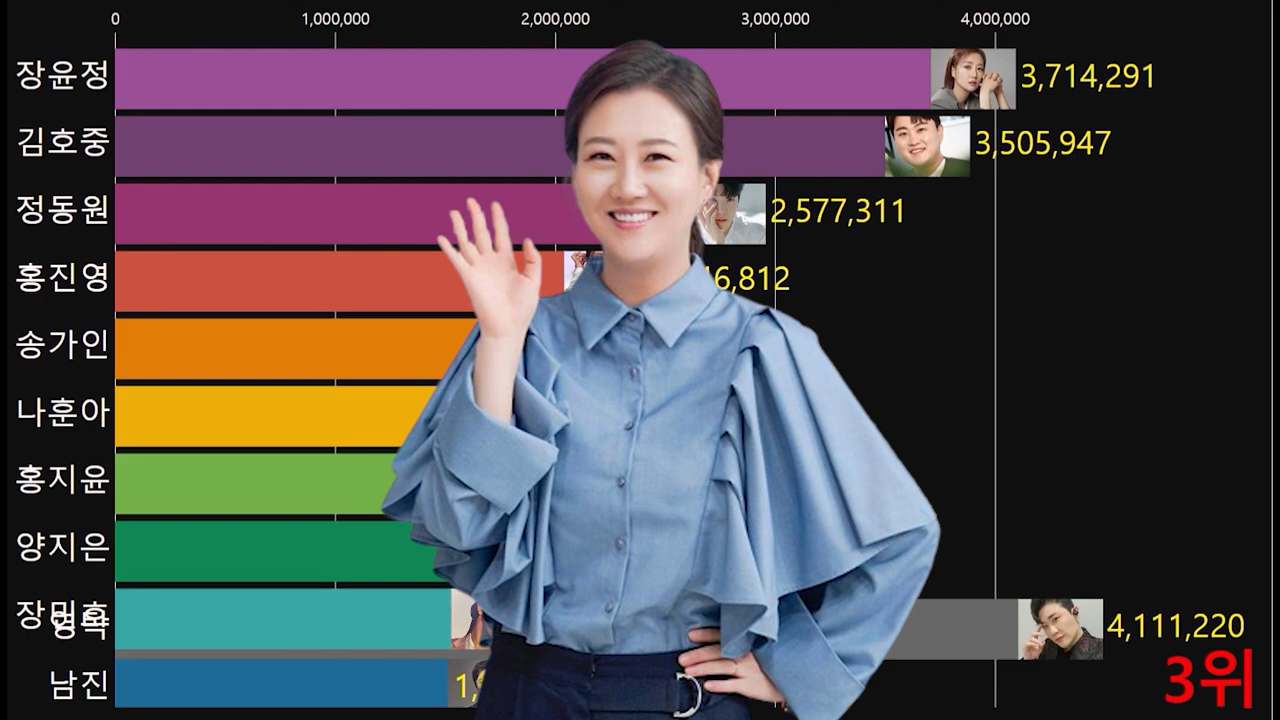 0 1,000,000 2,000,000 3,000,000 4,000,000
장윤정 3,714,291
김호중 3,505,947
정동원 2,577,311
홍진영
송가인
나훈아
홍지윤
양지은
4,111,220
남진
3위